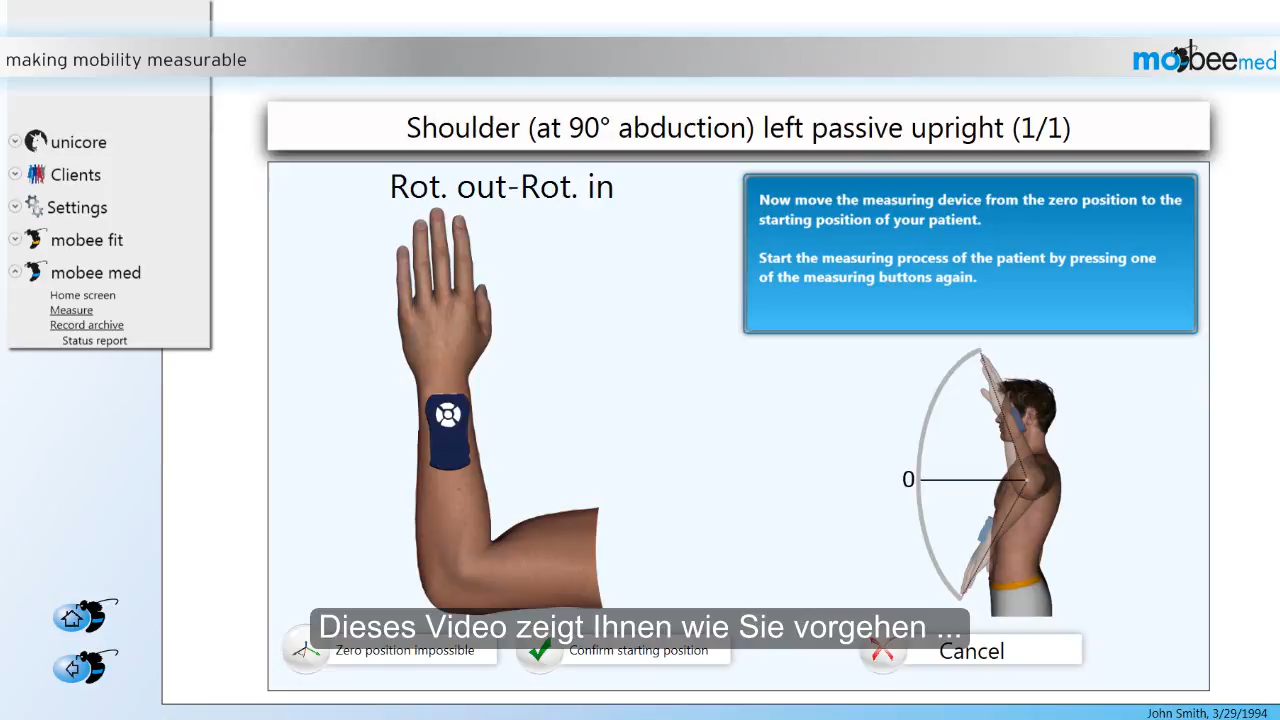 making mobility measurable
mobeemed
unicore
Clients
Settings
mobee fit
mobee med
Home screen
Measure
Record archive
Status report
Shoulder (at 90° abduction) left passive upright (1/1)
Rot. out-Rot. in
Now move the measuring device from the zero position to the
starting position of your patient.
Start the measuring process of the patient by pressing one
of the measuring buttons again.
0
Dieses Video zeigt Ihnen wie Sie vorgehen ...
Zero position impossible
Confirm starting position
Cancel
John Smith, 3/29/1994